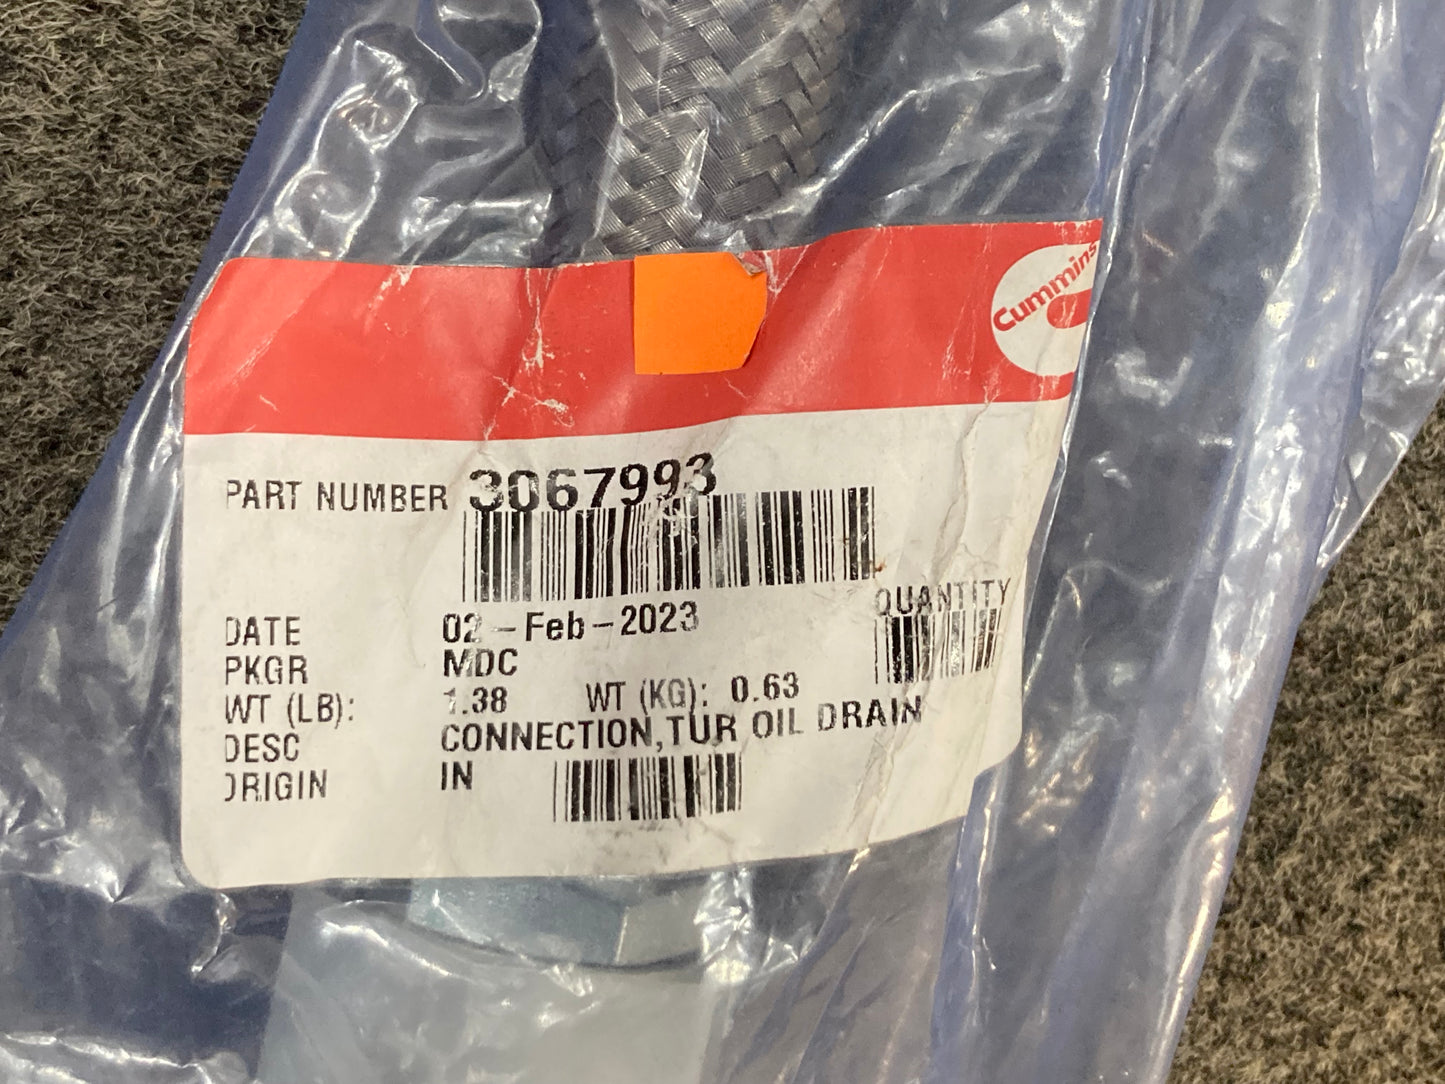 Cummins
PART NUMBER 3067993
QUANTITY
DATE 02-Feb-2023
PKGR MDC
WT (LB): 1.38 WT (KG): 0.63
DESC CONNECTION,TUR OIL DRAIN
ORIGIN IN